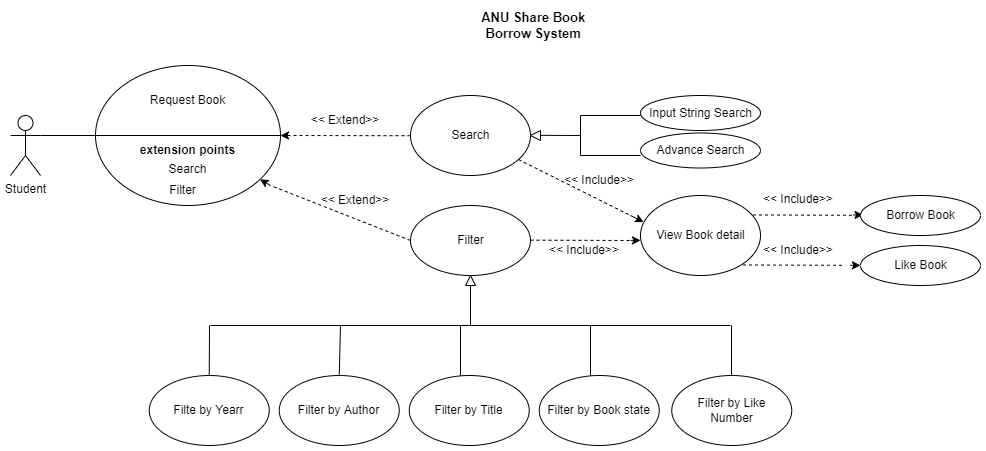 ANU Share Book
Borrow System
Request Book
extension points
Search
Filter
Student
<< Extend>>
<< Extend>>
Search
Input String Search
Advance Search
<< Include>>
Filter
<< Include>>
View Book detail
<< Include>>
<< Include>>
Borrow Book
Like Book
Filte by Yearr
Filter by Author
Filter by Title
Filter by Book state
Filter by Like
Number